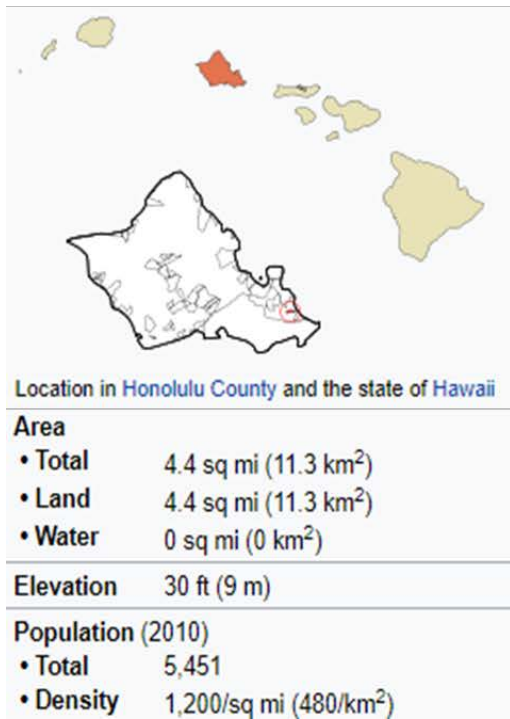 Location in Honolulu County and the state of Hawaii
Area
• Total 4.4 sq mi (11.3 km²)
• Land 4.4 sq mi (11.3 km²)
• Water 0 sq mi (0 km²)
Elevation 30 ft (9 m)
Population (2010)
• Total 5,451
• Density 1,200/sq mi (480/km²)